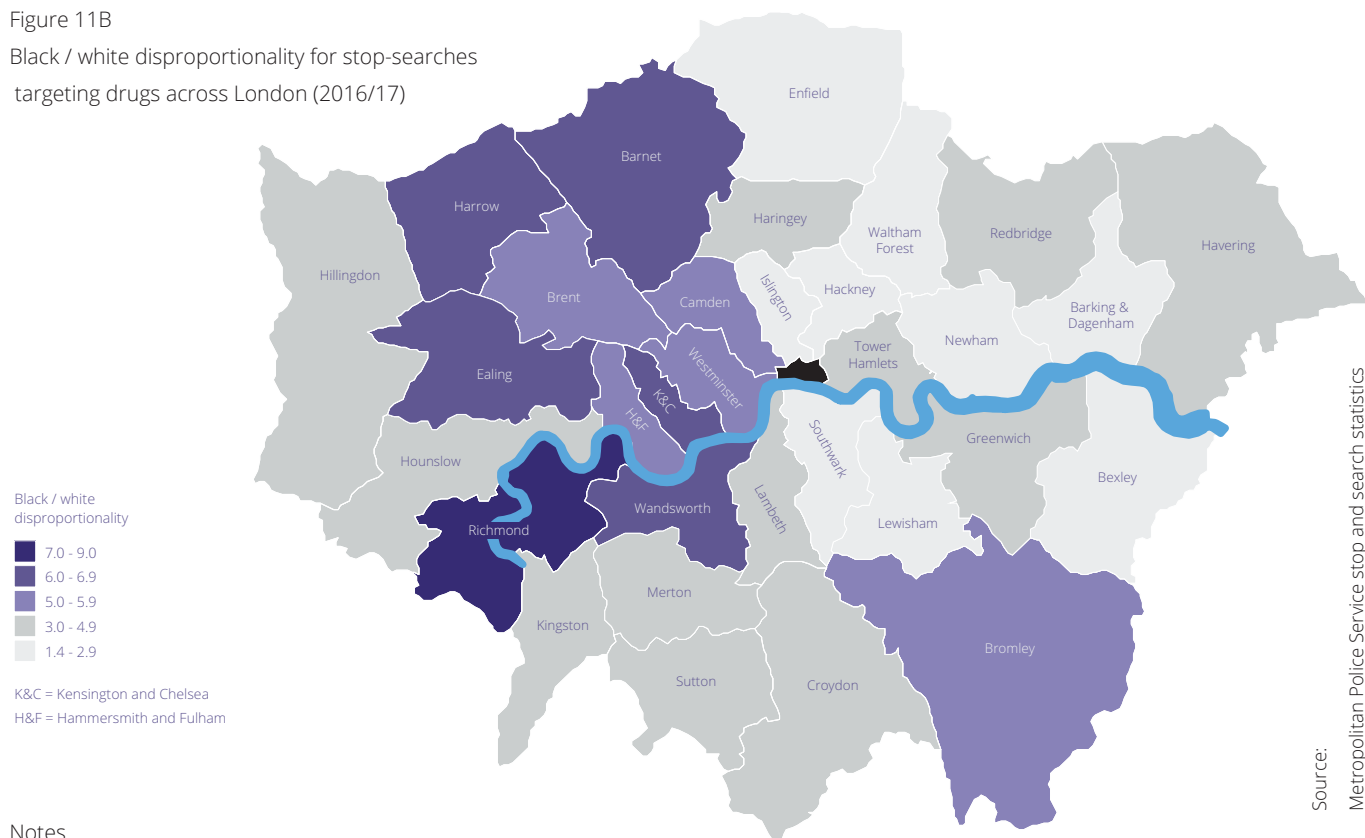 Figure 11B
Black / white disproportionality for stop-searches
targeting drugs across London (2016/17)
Enfield
Barnet
Harrow
Haringey
Waltham
Forest
Redbridge
Havering
Hillingdon
Brent
Camden
Islington
Hackney
Barking &
Dagenham
Newham
Tower
Hamlets
Ealing
Westminster
K&C
H&F
Hounslow
Southwark
Greenwich
Bexley
Wandsworth
Lambeth
Lewisham
Richmond
Merton
Kingston
Sutton
Croydon
Bromley
Black / white
disproportionality
7.0 - 9.0
6.0 - 6.9
5.0 - 5.9
3.0 - 4.9
1.4 - 2.9
K&C = Kensington and Chelsea
H&F = Hammersmith and Fulham
Source:
Metropolitan Police Service stop and search statistics
Notes